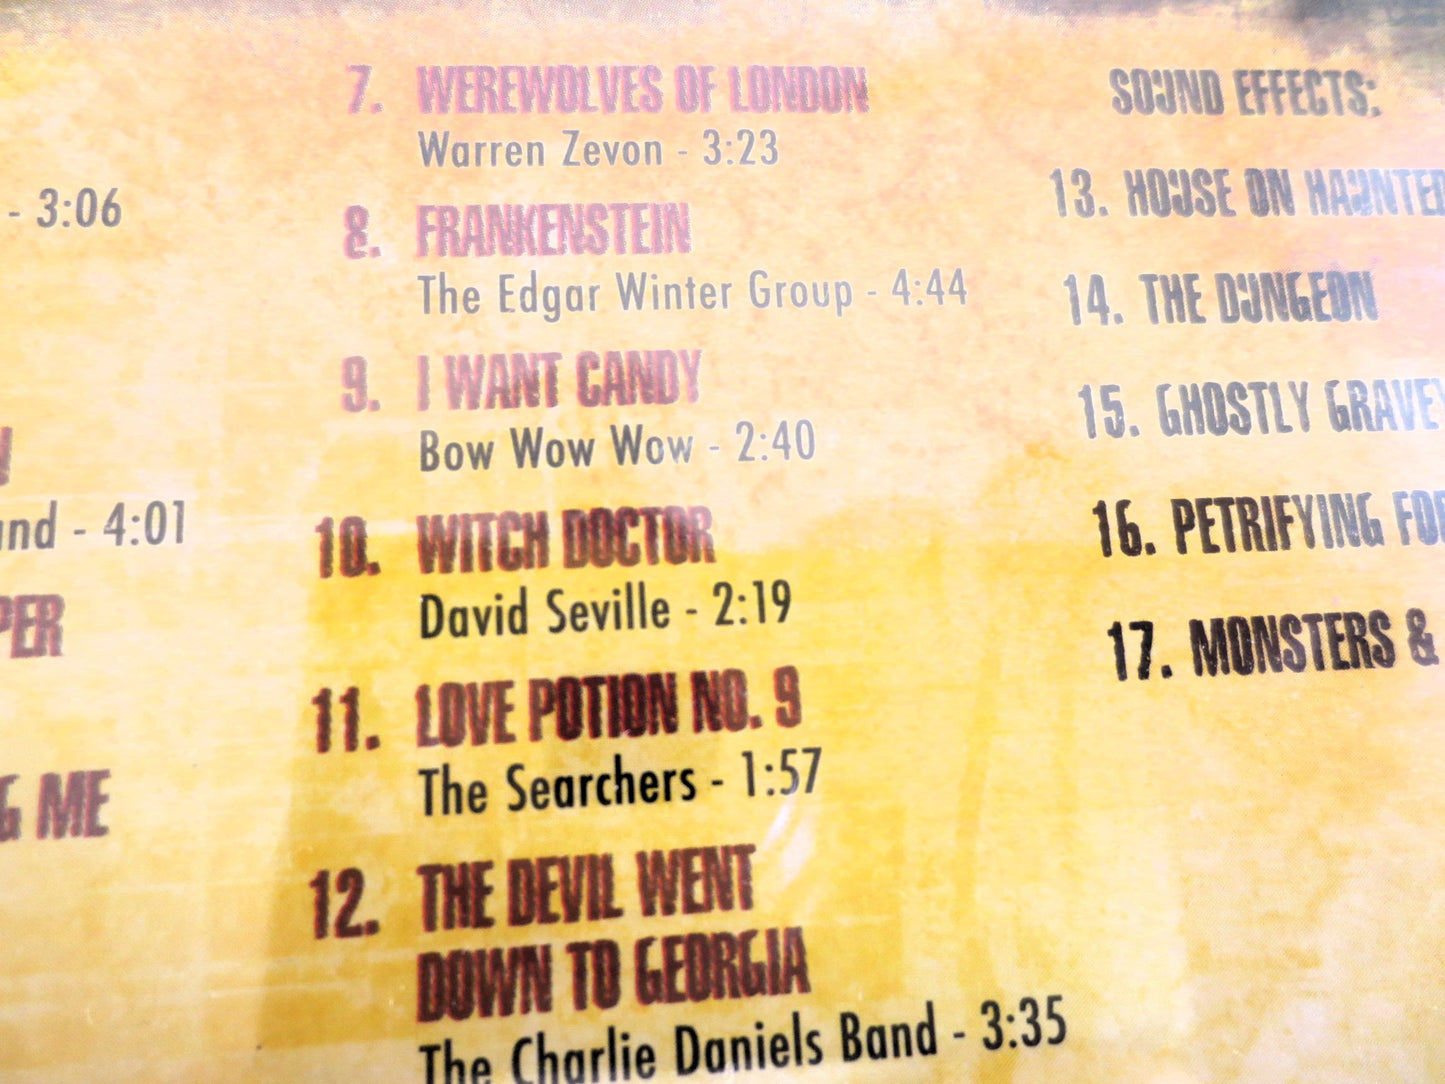 - 3:06
nd - 4:01
PER
G ME
7. WEREWOLVES OF LONDON
Warren Zevon - 3:23
8. FRANKENSTEIN
The Edgar Winter Group - 4:44
9. I WANT CANDY
Bow Wow Wow - 2:40
10. WITCH DOCTOR
David Seville - 2:19
11. LOVE POTION NO. 9
The Searchers - 1:57
12. THE DEVIL WENT
DOWN TO GEORGIA
The Charlie Daniels Band - 3:35
SOUND EFFECTS:
13. HOUSE ON HAUNTED
14. THE DUNGEON
15. GHOSTLY GRAVEY
16. PETRIFYING FO
17. MONSTERS &